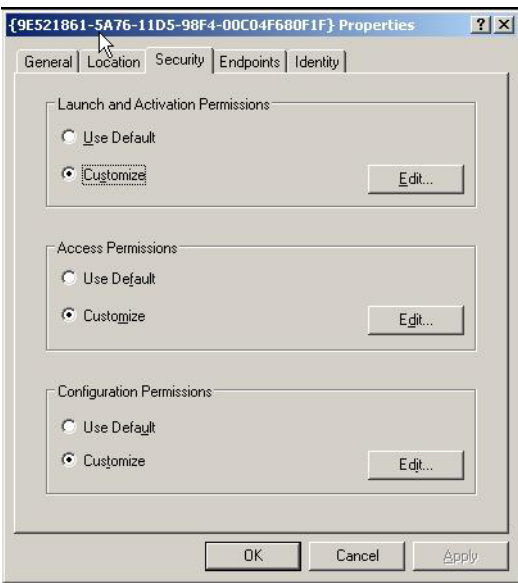 {9E521861-5A76-11D5-98F4-00C04F680F1F} Properties
General Location Security Endpoints Identity
Launch and Activation Permissions
Use Default
Customize Edit...
Access Permissions
Use Default
Customize Edit...
Configuration Permissions
Use Default
Customize Edit...
OK Cancel Apply